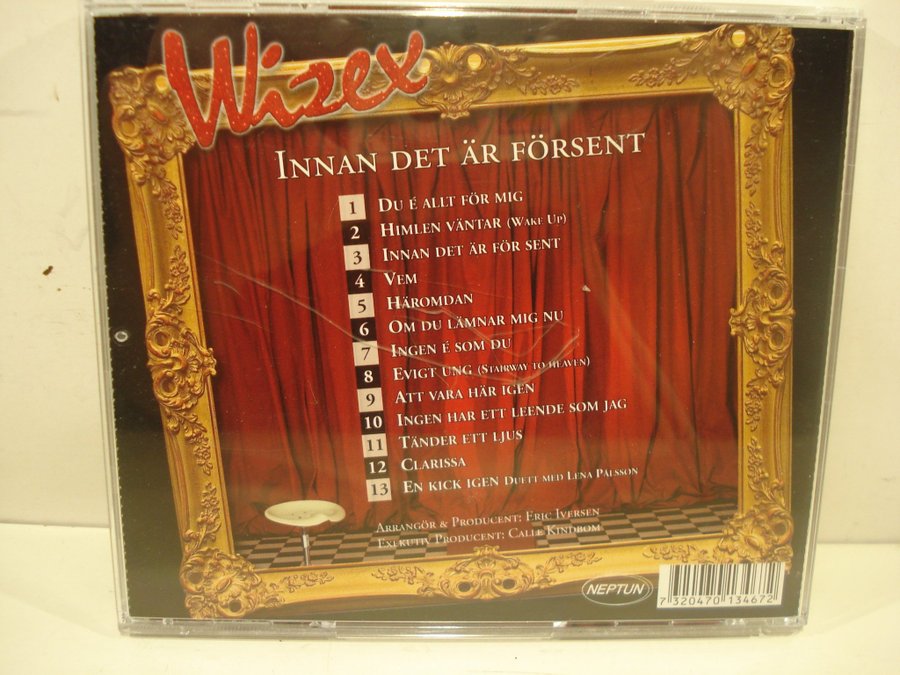 Wizex
INNAN DET ÄR FÖRSENT
1 DU É ALLT FÖR MIG
2 HIMLEN VÄNTAR (WAKE UP)
3 INNAN DET ÄR FÖR SENT
4 VEM
5 HÄROMDAN
6 OM DU LÄMNAR MIG NU
7 INGEN É SOM DU
8 EVIGT UNG (STAIRWAY TO HEAVEN)
9 ATT VARA HÄR IGEN
10 INGEN HAR ETT LEENDE SOM JAG
11 TÄNDER ETT LJUS
12 CLARISSA
13 EN KICK IGEN DUETT MED LENA PÅLSSON
ARRANGÖR & PRODUCENT: ERIC IVERSEN
EXEKUTIV PRODUCENT: CALLE KINDBOM
NEPTUN
7 320470 134672